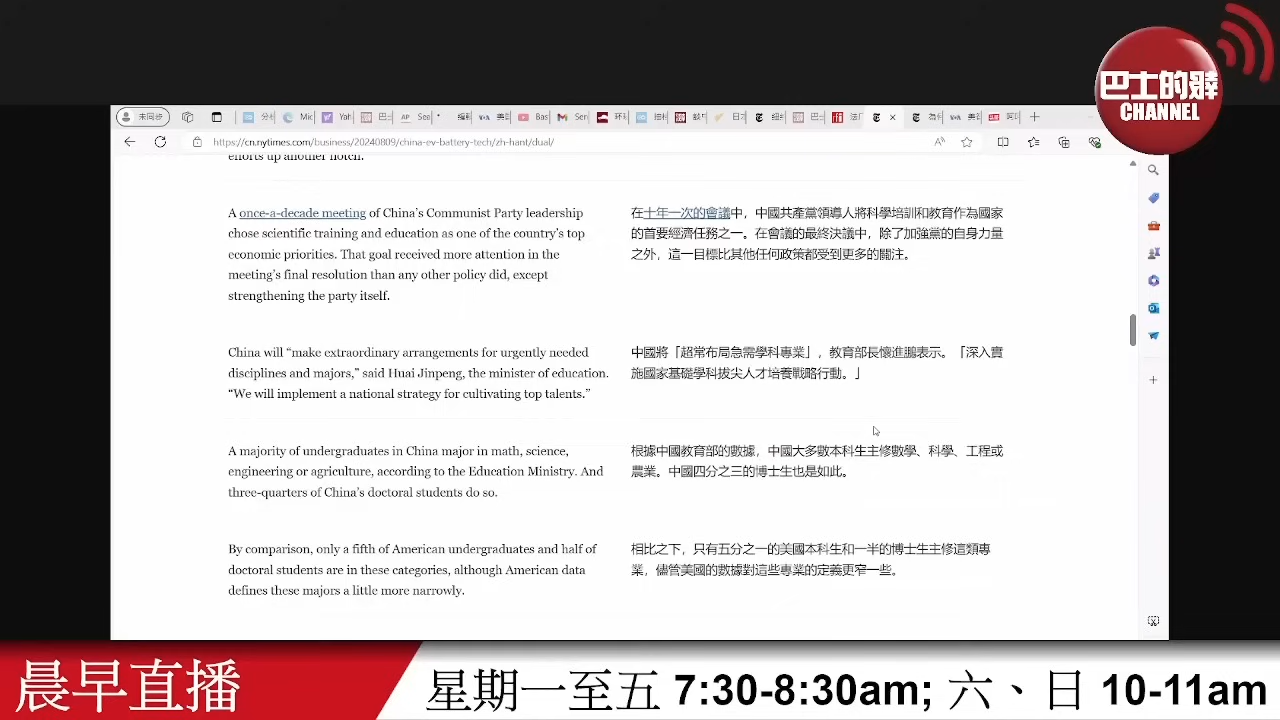 巴士的報
CHANNEL
未同步
https://cn.nytimes.com/business/20240809/china-ev-battery-tech/zh-hant/dual/
efforts up another notch.
A once-a-decade meeting of China's Communist Party leadership
chose scientific training and education as one of the country's top
economic priorities. That goal received more attention in the
meeting's final resolution than any other policy did, except
strengthening the party itself.
在十年一次的會議中，中國共產黨領導人將科學培訓和教育作為國家
的首要經濟任務之一。在會議的最終決議中，除了加強黨的自身力量
之外，這一目標比其他任何政策都受到更多的關注。
China will “make extraordinary arrangements for urgently needed
disciplines and majors,” said Huai Jinpeng, the minister of education.
“We will implement a national strategy for cultivating top talents.”
中國將「超常布局急需學科專業」，教育部長懷進鵬表示。「深入實
施國家基礎學科拔尖人才培養戰略行動。」
A majority of undergraduates in China major in math, science,
engineering or agriculture, according to the Education Ministry. And
three-quarters of China's doctoral students do so.
根據中國教育部的數據，中國大多數本科生主修數學、科學、工程或
農業。中國四分之三的博士生也是如此。
By comparison, only a fifth of American undergraduates and half of
doctoral students are in these categories, although American data
defines these majors a little more narrowly.
相比之下，只有五分之一的美國本科生和一半的博士生主修這類專
業，儘管美國的數據對這些專業的定義更窄一些。
晨早直播
星期一至五 7:30-8:30am; 六、日 10-11am